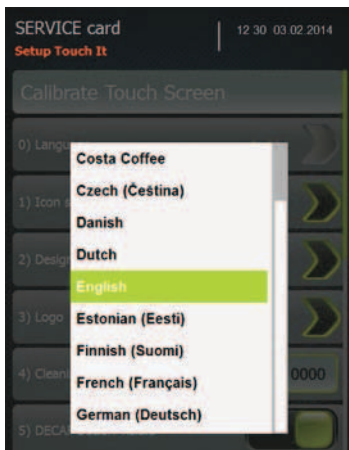 SERVICE card
12 30 03.02.2014
Setup Touch It
Calibrate Touch Screen
0) Langu
Costa Coffee
Czech (Čeština)
1) Icon s
Danish
Dutch
2) Design
English
3) Logo
Estonian (Eesti)
Finnish (Suomi)
4) Cleani
0000
French (Français)
German (Deutsch)
5) DECAF